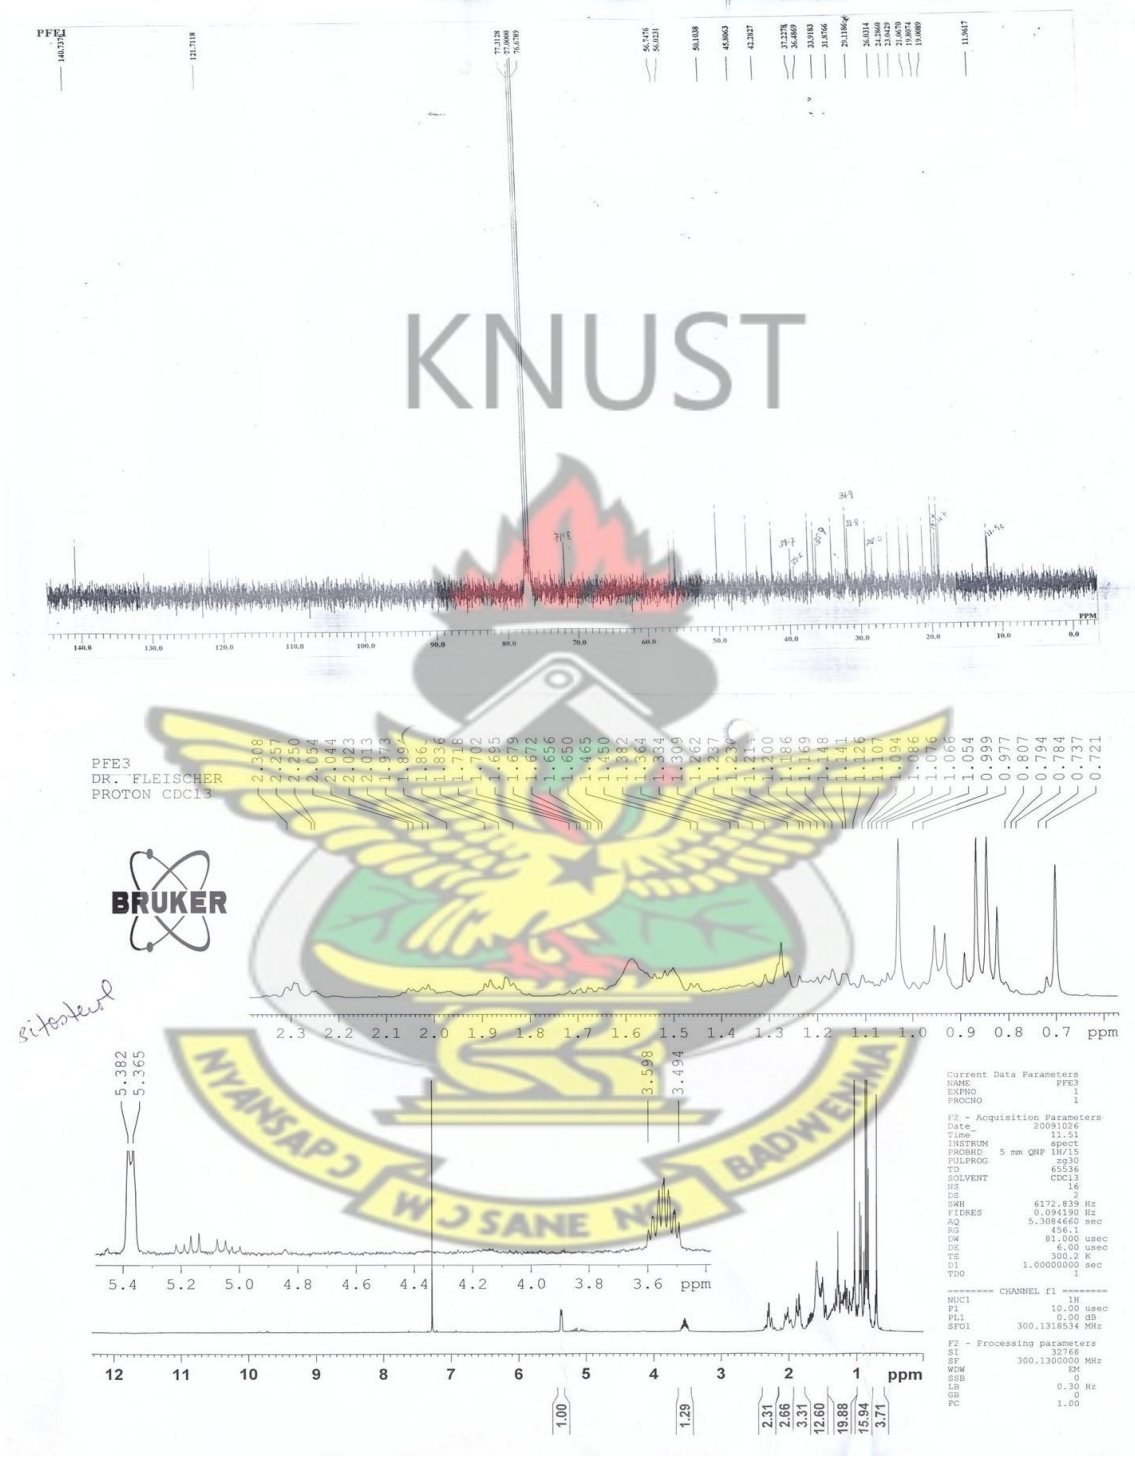 PFE1
140.7370
121.7118
77.3128
77.0000
76.6789
56.7476
56.0231
50.1038
45.8063
42.2827
37.2278
36.4869
33.9183
31.8766
29.1186
26.0314
24.2860
23.0429
21.0670
19.8074
19.0089
11.9617
KNUST
71.8
31.9
31.8
PPM
140.0 130.0 120.0 110.0 100.0 90.0 80.0 70.0 60.0 50.0 40.0 30.0 20.0 10.0 0.0
PFE3
DR. FLEISCHER
PROTON CDCl3
2.308
2.257
2.250
2.054
2.044
2.023
2.013
1.973
1.863
1.836
1.718
1.702
1.695
1.679
1.672
1.656
1.650
1.465
1.450
1.382
1.364
1.334
1.309
1.262
1.237
1.214
1.200
1.186
1.169
1.148
1.141
1.126
1.107
1.094
1.086
1.076
1.066
1.054
0.999
0.977
0.807
0.794
0.784
0.737
0.721
BRUKER
sitosterol
2.3 2.2 2.1 2.0 1.9 1.8 1.7 1.6 1.5 1.4 1.3 1.2 1.1 1.0 0.9 0.8 0.7 ppm
5.382
5.365
3.598
3.494
5.4 5.2 5.0 4.8 4.6 4.4 4.2 4.0 3.8 3.6 ppm
NYANSAPƆ
WƆSANE NO
BADWENMA
12 11 10 9 8 7 6 5 4 3 2 1 ppm
1.00
1.29
2.31
2.66
3.31
12.60
19.88
15.94
3.71
Current Data Parameters
NAME PFE3
EXPNO 1
PROCNO 1
F2 - Acquisition Parameters
Date_ 20091026
Time 11.51
INSTRUM spect
PROBHD 5 mm QNP 1H/15
PULPROG zg30
TD 65536
SOLVENT CDCl3
NS 16
DS 2
SWH 6172.839 Hz
FIDRES 0.094190 Hz
AQ 5.3084660 sec
RG 456.1
DW 81.000 usec
DE 6.00 usec
TE 300.2 K
D1 1.00000000 sec
TD0 1
======== CHANNEL f1 ========
NUC1 1H
P1 10.00 usec
PL1 0.00 dB
SFO1 300.1318534 MHz
F2 - Processing parameters
SI 32768
SF 300.1300000 MHz
WDW EM
SSB 0
LB 0.30 Hz
GB 0
PC 1.00